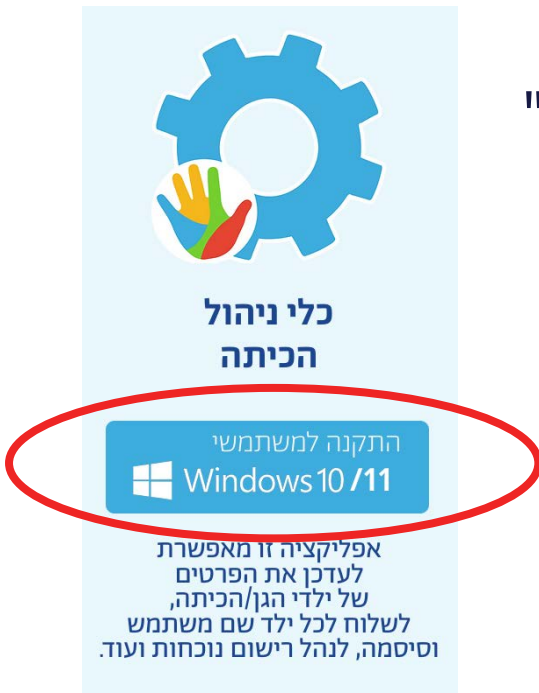 "
כלי ניהול
הכיתה
התקנה למשתמשי
Windows 10 /11
אפליקציה זו מאפשרת
לעדכן את הפרטים
של ילדי הגן/הכיתה,
לשלוח לכל ילד שם משתמש
וסיסמה, לנהל רישום נוכחות ועוד.